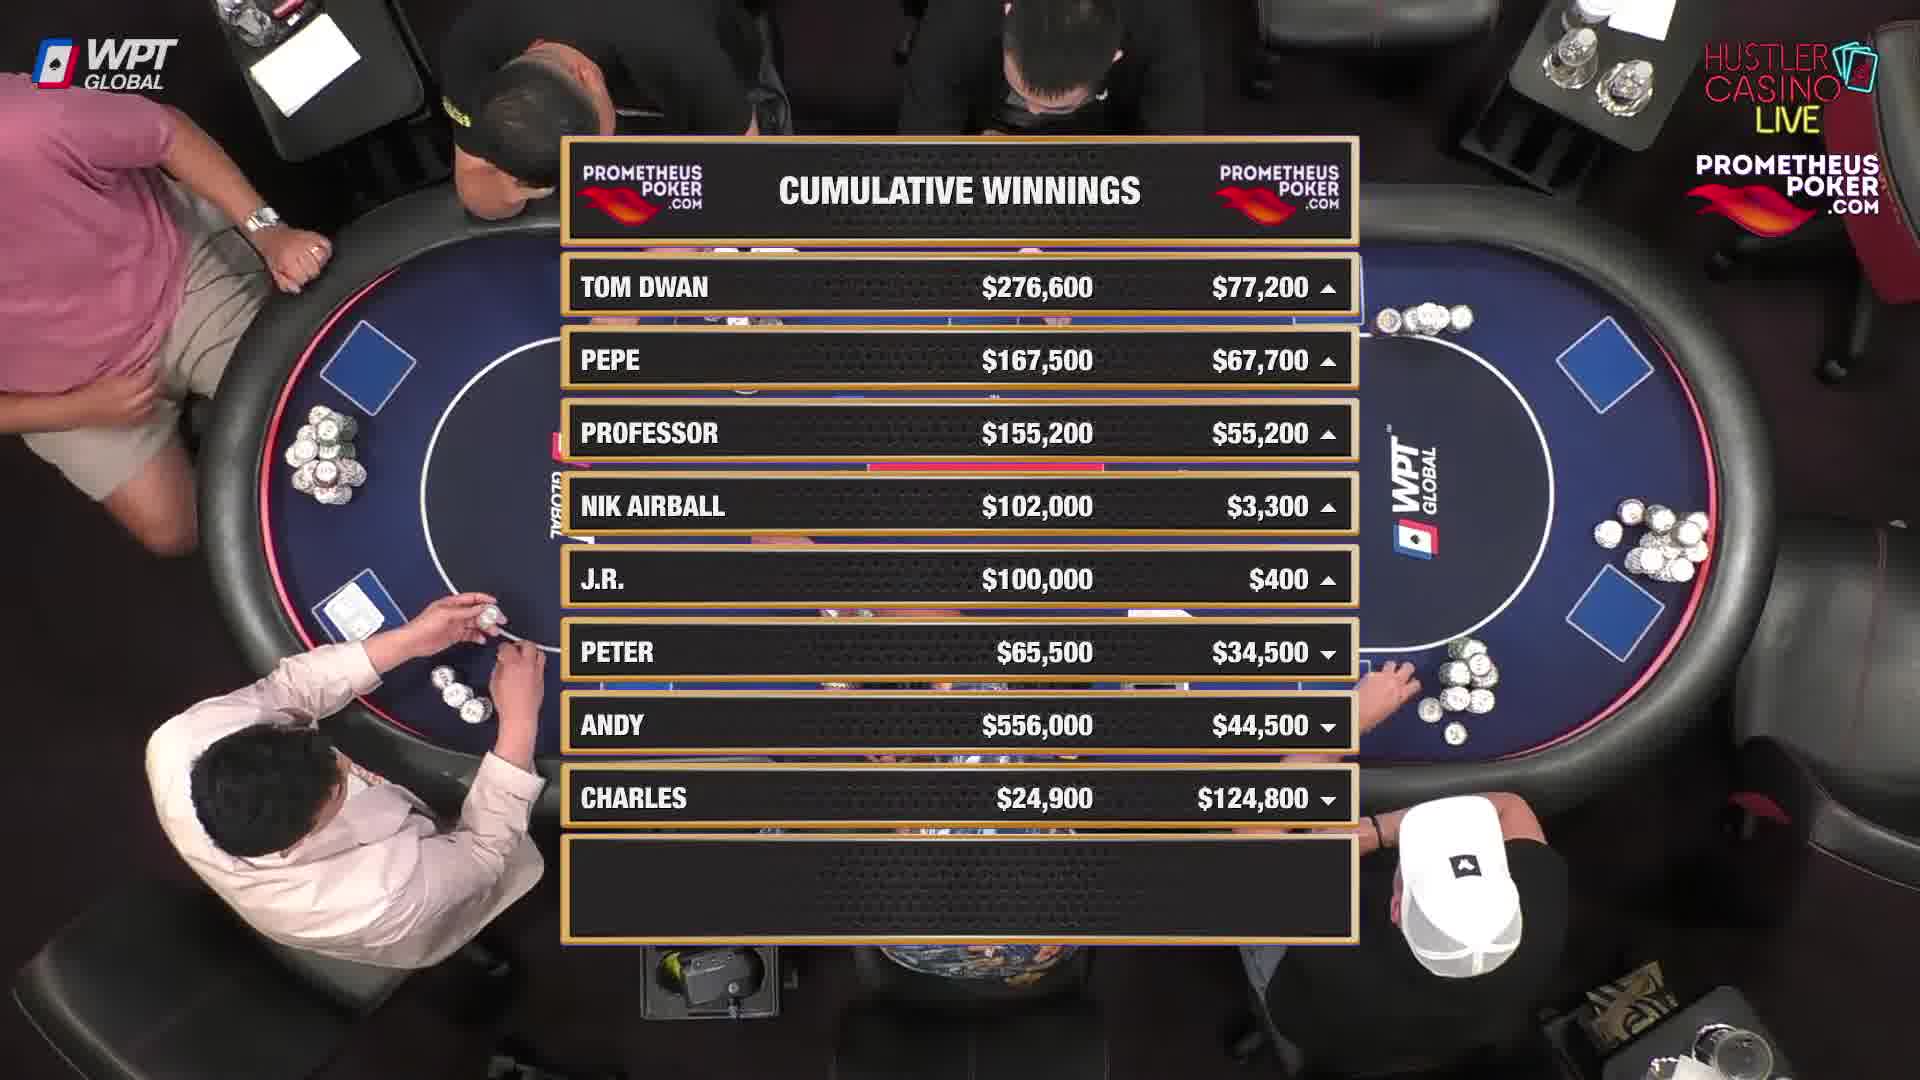 WPT
GLOBAL
HUSTLER
CASINO
LIVE
PROMETHEUS
POKER
.COM
PROMETHEUS
POKER
.COM
CUMULATIVE WINNINGS
PROMETHEUS
POKER
.COM
TOM DWAN $276,600 $77,200 ▲
PEPE $167,500 $67,700 ▲
PROFESSOR $155,200 $55,200 ▲
NIK AIRBALL $102,000 $3,300 ▲
J.R. $100,000 $400 ▲
PETER $65,500 $34,500 ▼
ANDY $556,000 $44,500 ▼
CHARLES $24,900 $124,800 ▼
WPT
GLOBAL
GLOBAL